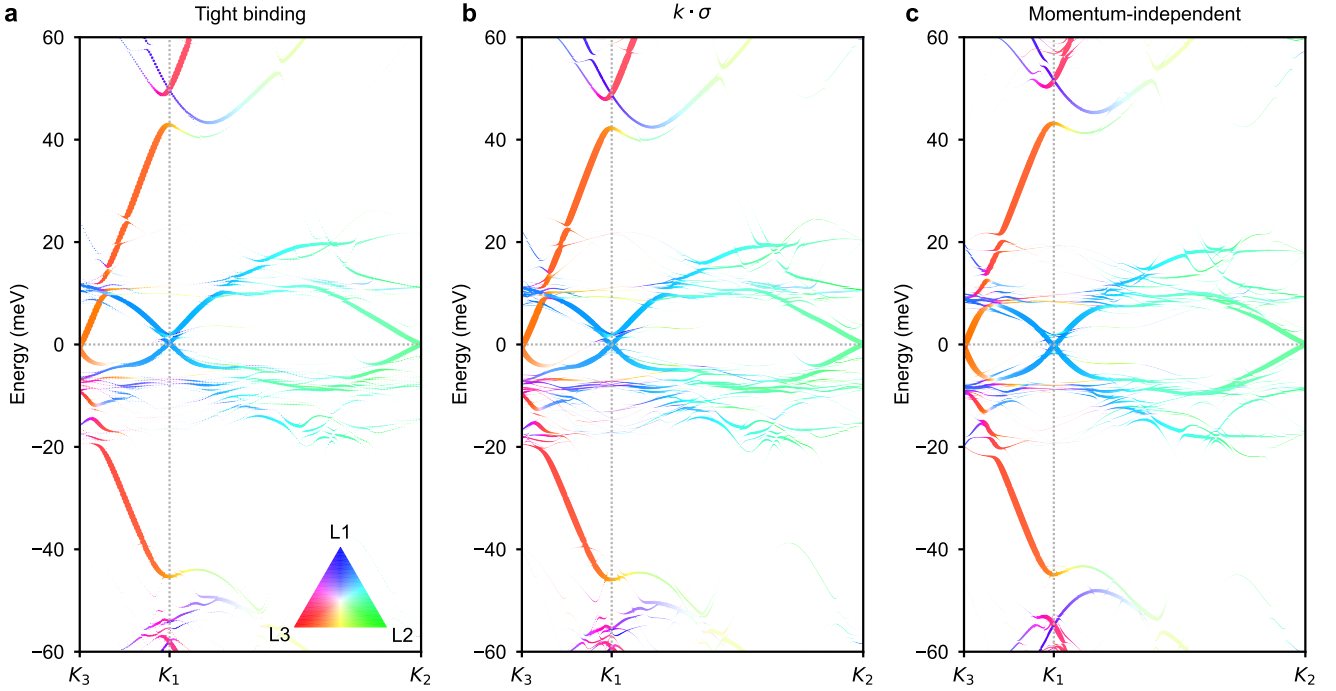 a Tight binding
b k · σ
c Momentum-independent
Energy (meV)
60
40
20
0
−20
−40
−60
L1
L3
L2
K3
K1
K2
Energy (meV)
60
40
20
0
−20
−40
−60
K3
K1
K2
Energy (meV)
60
40
20
0
−20
−40
−60
K3
K1
K2